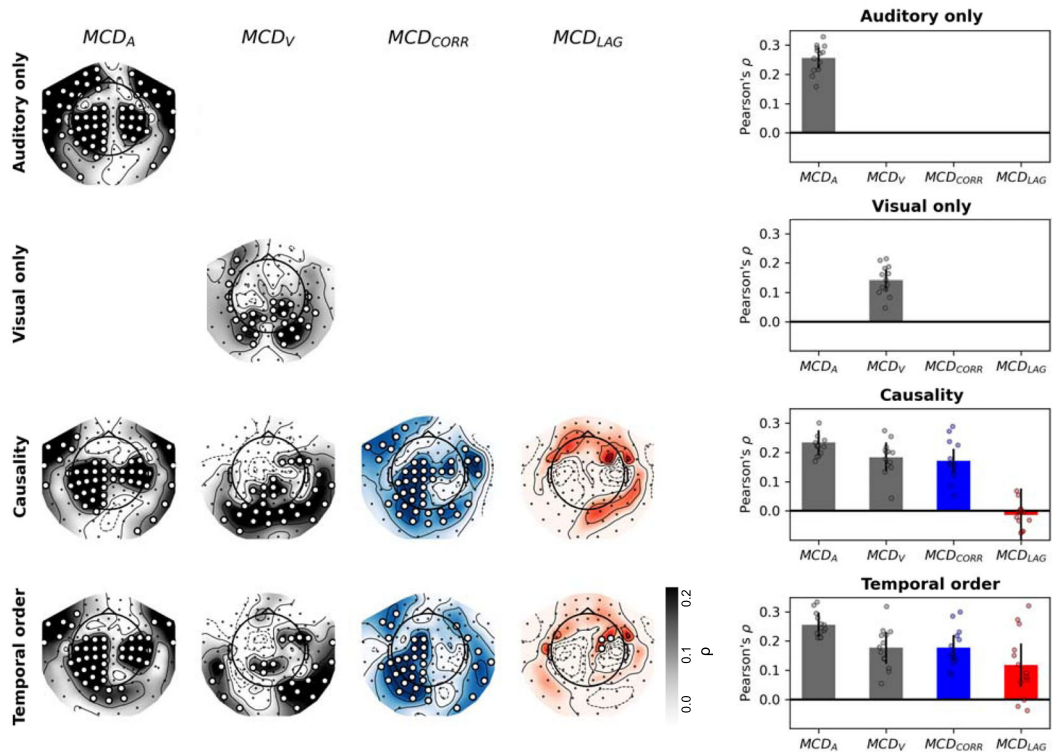 MCD_A MCD_V MCD_CORR MCD_LAG
Auditory only
Auditory only
Pearson's ρ
0.3
0.2
0.1
0.0
MCD_A MCD_V MCD_CORR MCD_LAG
Visual only
Visual only
Pearson's ρ
0.3
0.2
0.1
0.0
MCD_A MCD_V MCD_CORR MCD_LAG
Causality
Causality
Pearson's ρ
0.3
0.2
0.1
0.0
MCD_A MCD_V MCD_CORR MCD_LAG
Temporal order
0.2
0.1
0.0
ρ
Temporal order
Pearson's ρ
0.3
0.2
0.1
0.0
MCD_A MCD_V MCD_CORR MCD_LAG